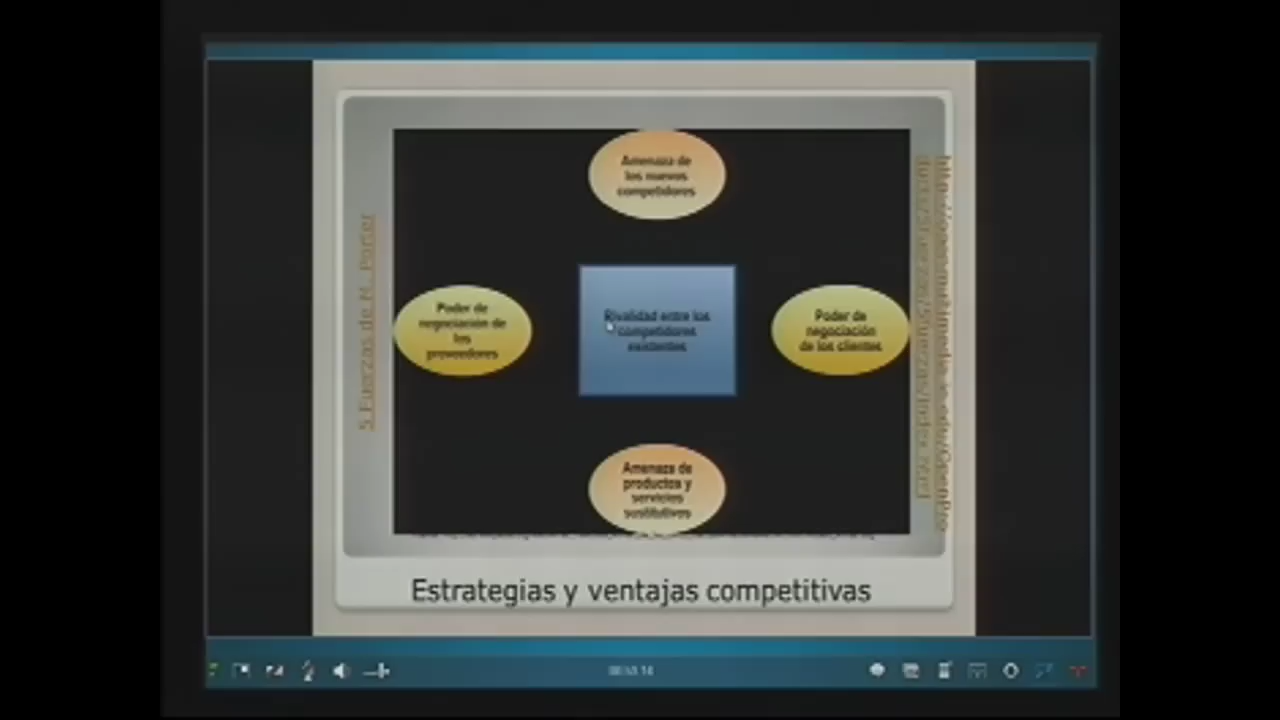 Amenaza de
los nuevos
competidores
5 Fuerzas de M. Porter
Poder de
negociación de
los
proveedores
Rivalidad entre los
competidores
existentes
Poder de
negociación
de los clientes
Amenaza de
productos y
servicios
sustitutivos
Estrategias y ventajas competitivas